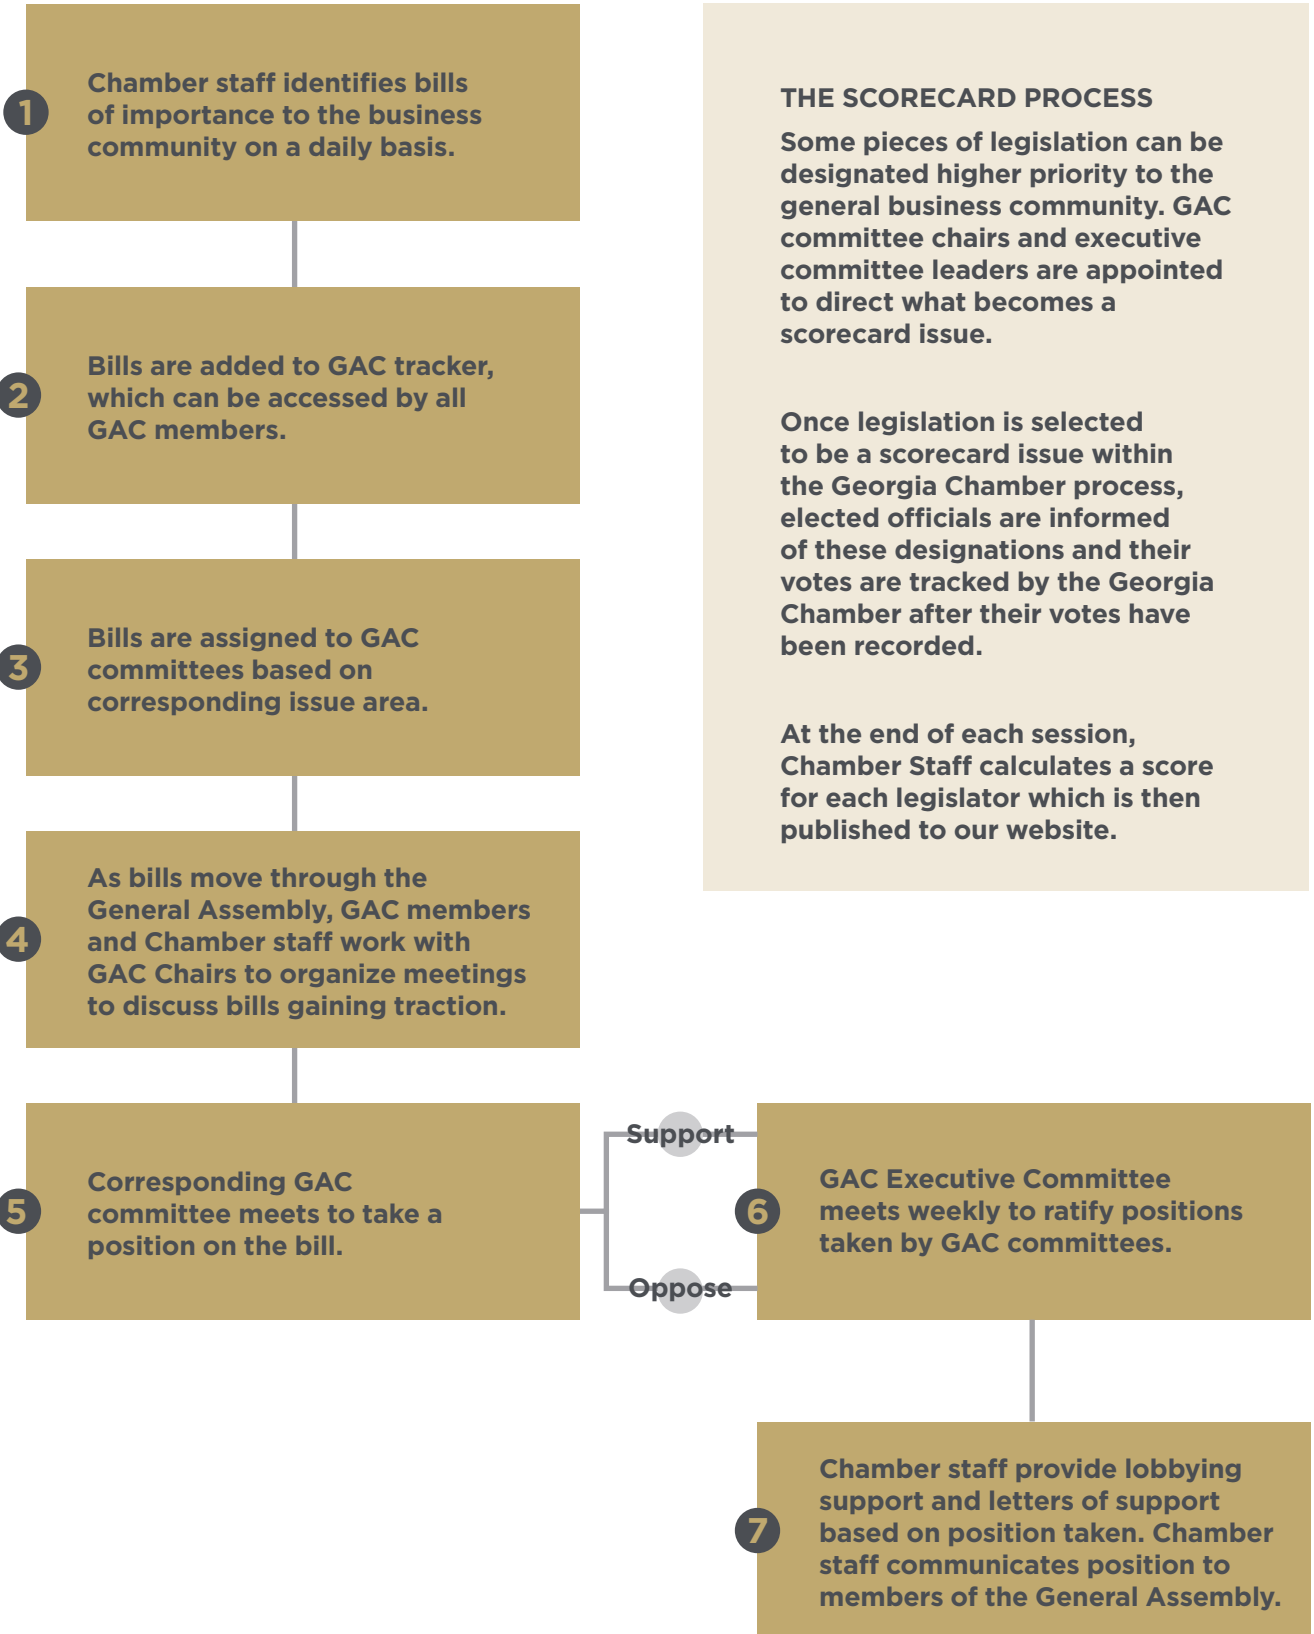 1
Chamber staff identifies bills
of importance to the business
community on a daily basis.
2
Bills are added to GAC tracker,
which can be accessed by all
GAC members.
3
Bills are assigned to GAC
committees based on
corresponding issue area.
4
As bills move through the
General Assembly, GAC members
and Chamber staff work with
GAC Chairs to organize meetings
to discuss bills gaining traction.
5
Corresponding GAC
committee meets to take a
position on the bill.
Support
Oppose
6
GAC Executive Committee
meets weekly to ratify positions
taken by GAC committees.
7
Chamber staff provide lobbying
support and letters of support
based on position taken. Chamber
staff communicates position to
members of the General Assembly.
THE SCORECARD PROCESS
Some pieces of legislation can be
designated higher priority to the
general business community. GAC
committee chairs and executive
committee leaders are appointed
to direct what becomes a
scorecard issue.
Once legislation is selected
to be a scorecard issue within
the Georgia Chamber process,
elected officials are informed
of these designations and their
votes are tracked by the Georgia
Chamber after their votes have
been recorded.
At the end of each session,
Chamber Staff calculates a score
for each legislator which is then
published to our website.